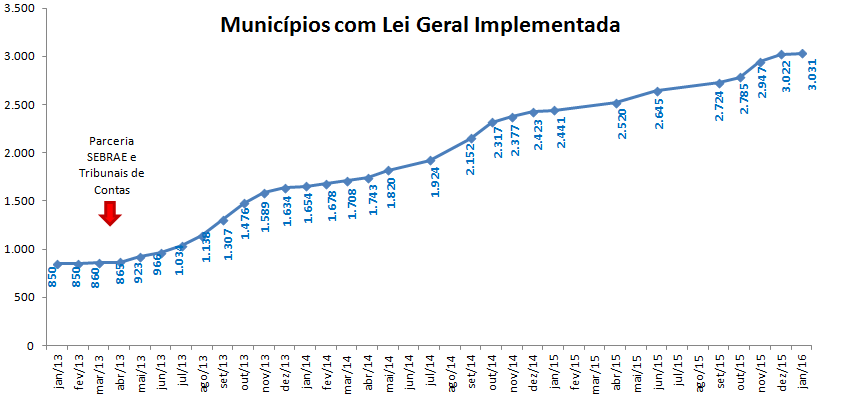 Municípios com Lei Geral Implementada
3.500
3.000
2.500
2.000
1.500
1.000
500
0
Parceria
SEBRAE e
Tribunais de
Contas
850
850
860
865
923
966
1.138
1.307
1.476
1.589
1.634
1.654
1.678
1.708
1.743
1.820
1.924
2.152
2.317
2.377
2.423
2.441
2.520
2.645
2.724
2.785
2.947
3.022
3.031
jan/13
fev/13
mar/13
abr/13
mai/13
jun/13
jul/13
ago/13
set/13
out/13
nov/13
dez/13
jan/14
fev/14
mar/14
abr/14
mai/14
jun/14
jul/14
ago/14
set/14
out/14
nov/14
dez/14
jan/15
fev/15
mar/15
abr/15
mai/15
jun/15
jul/15
ago/15
set/15
out/15
nov/15
dez/15
jan/16